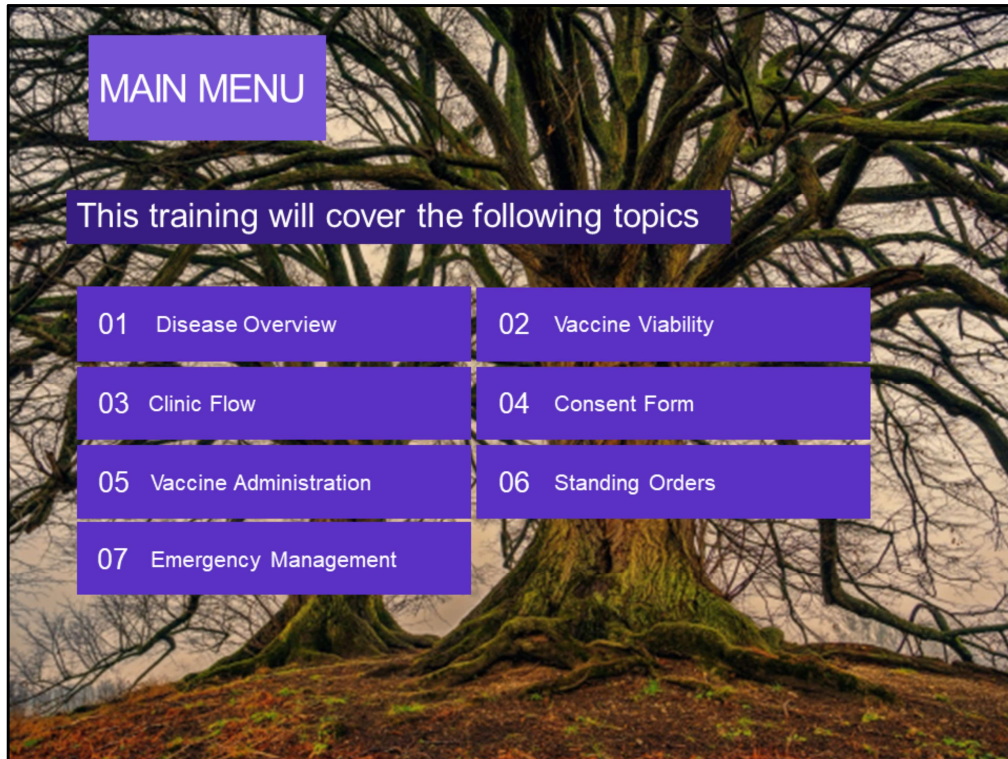 MAIN MENU
This training will cover the following topics
01 Disease Overview
02 Vaccine Viability
03 Clinic Flow
04 Consent Form
05 Vaccine Administration
06 Standing Orders
07 Emergency Management